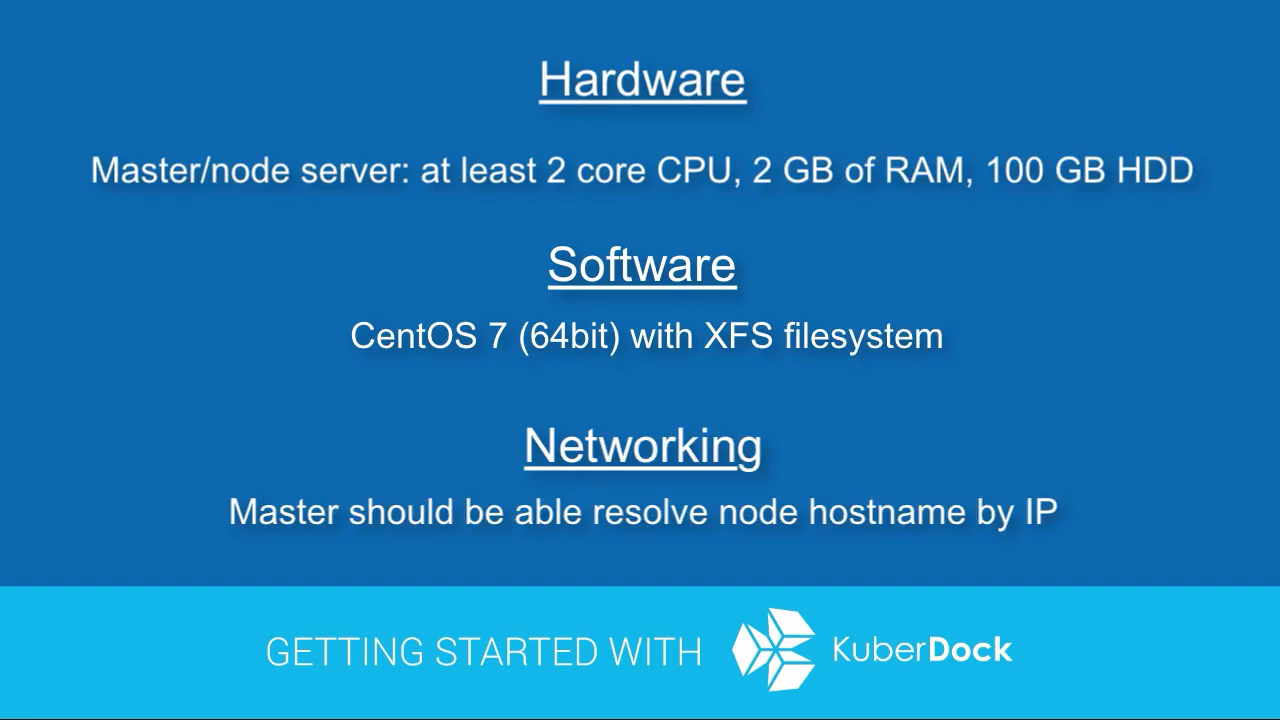 Hardware
Master/node server: at least 2 core CPU, 2 GB of RAM, 100 GB HDD
Software
CentOS 7 (64bit) with XFS filesystem
Networking
Master should be able resolve node hostname by IP
GETTING STARTED WITH KuberDock